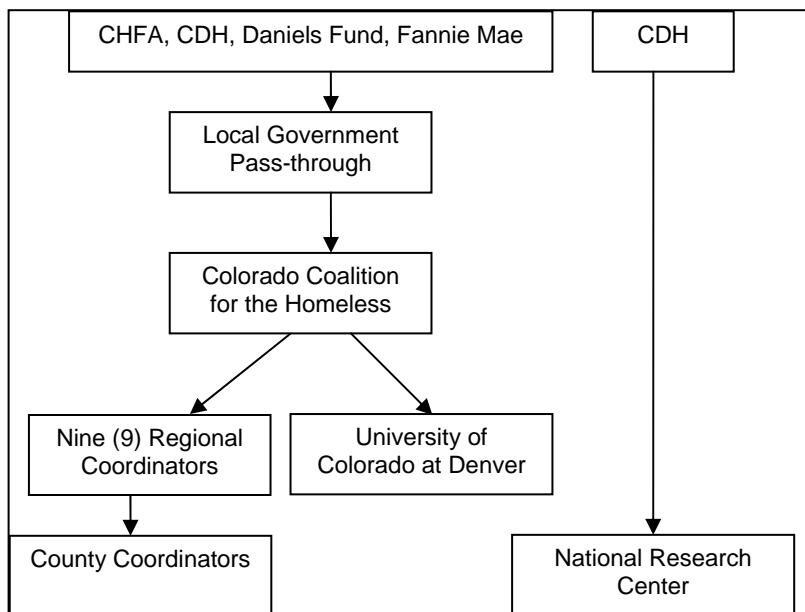 CHFA, CDH, Daniels Fund, Fannie Mae
CDH
Local Government
Pass-through
Colorado Coalition
for the Homeless
Nine (9) Regional
Coordinators
University of
Colorado at Denver
County Coordinators
National Research
Center